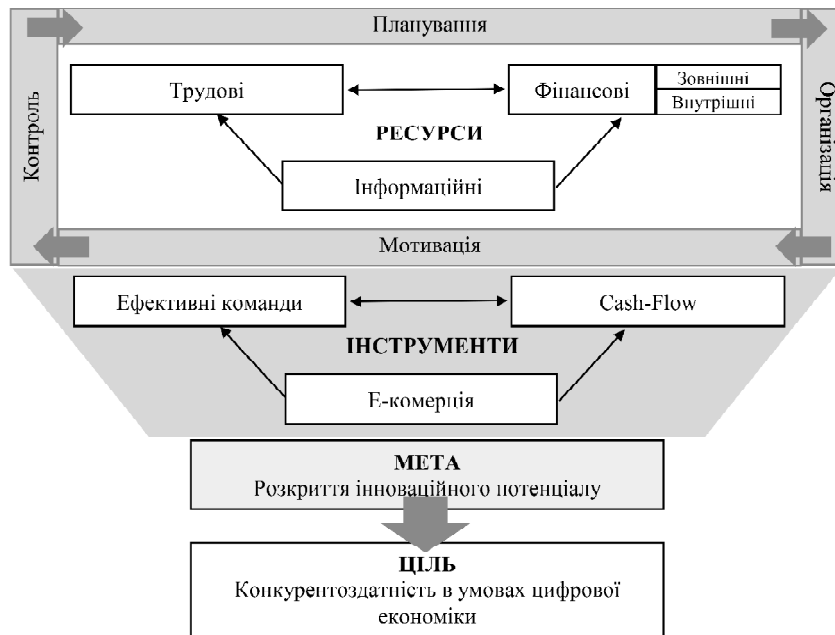 Планування
Контроль
Організація
Трудові
Фінансові
Зовнішні
Внутрішні
РЕСУРСИ
Інформаційні
Мотивація
Ефективні команди
Cash-Flow
ІНСТРУМЕНТИ
Е-комерція
МЕТА
Розкриття інноваційного потенціалу
ЦІЛЬ
Конкурентоздатність в умовах цифрової
економіки